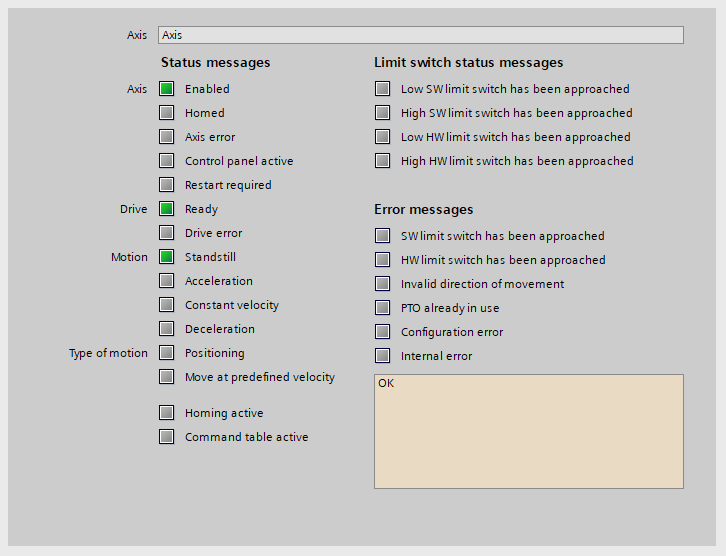 Axis Axis
Status messages
Axis Enabled
Homed
Axis error
Control panel active
Restart required
Drive Ready
Drive error
Motion Standstill
Acceleration
Constant velocity
Deceleration
Type of motion Positioning
Move at predefined velocity
Homing active
Command table active
Limit switch status messages
Low SW limit switch has been approached
High SW limit switch has been approached
Low HW limit switch has been approached
High HW limit switch has been approached
Error messages
SW limit switch has been approached
HW limit switch has been approached
Invalid direction of movement
PTO already in use
Configuration error
Internal error
OK